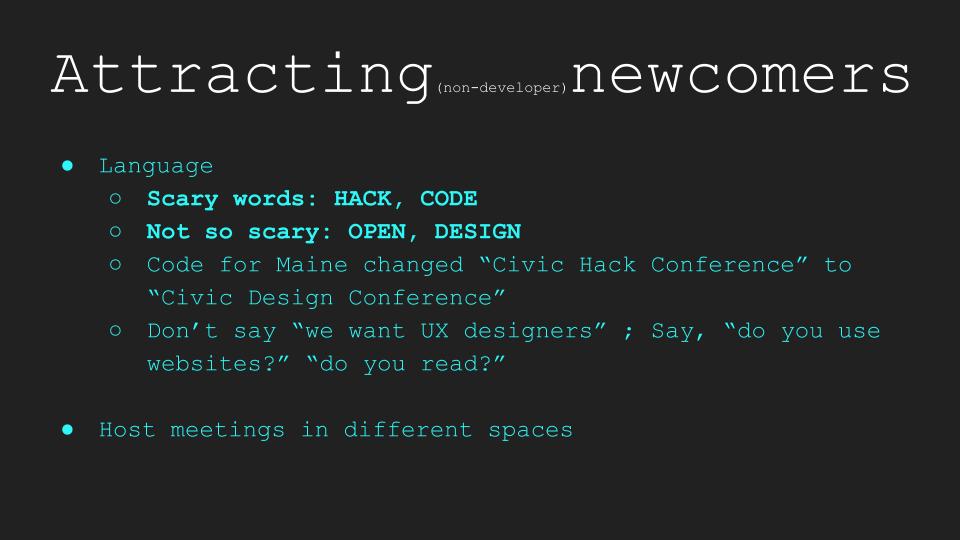 Attracting (non-developer) newcomers
● Language
○ Scary words: HACK, CODE
○ Not so scary: OPEN, DESIGN
○ Code for Maine changed “Civic Hack Conference” to
“Civic Design Conference”
○ Don’t say “we want UX designers” ; Say, “do you use
websites?” “do you read?”
● Host meetings in different spaces